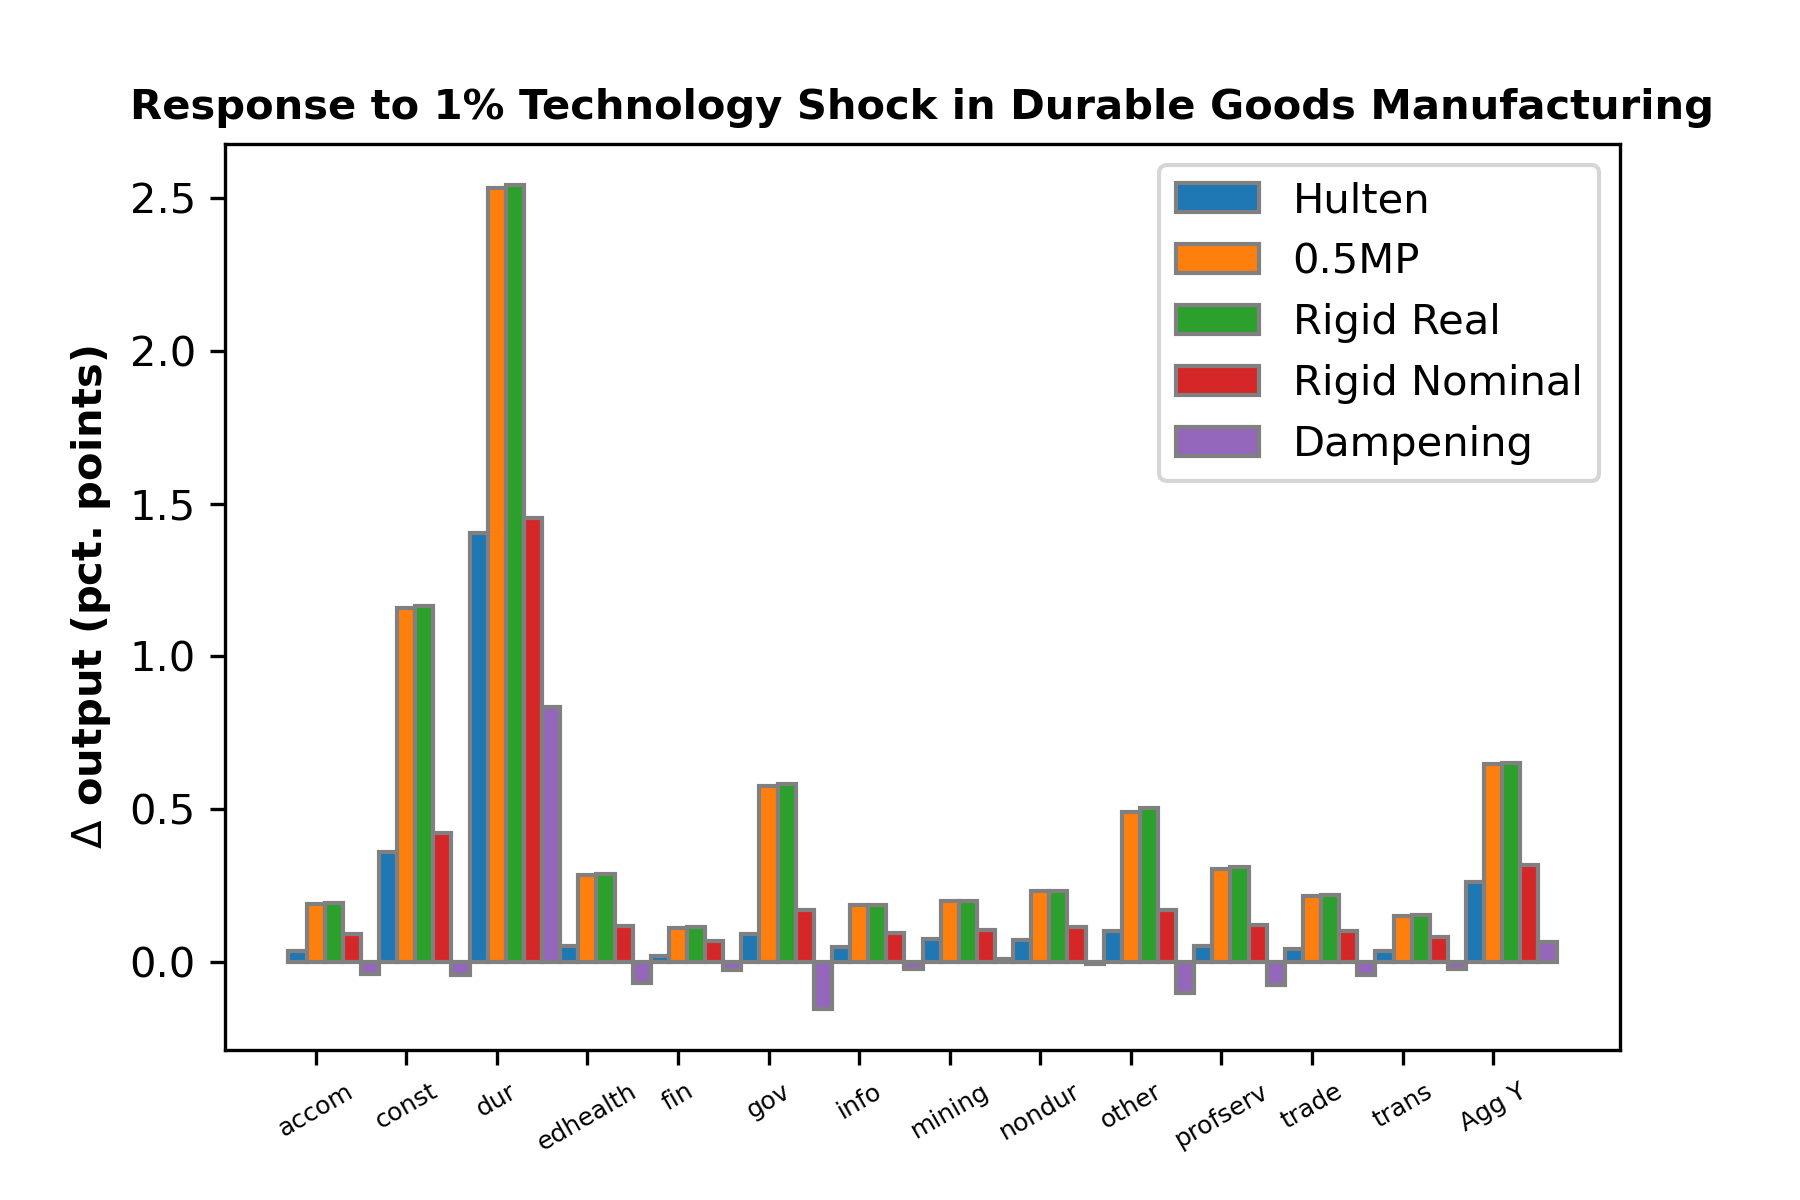 Response to 1% Technology Shock in Durable Goods Manufacturing
Δ output (pct. points)
2.5
2.0
1.5
1.0
0.5
0.0
Hulten
0.5MP
Rigid Real
Rigid Nominal
Dampening
accom
const
dur
edhealth
fin
gov
info
mining
nondur
other
profserv
trade
trans
Agg Y